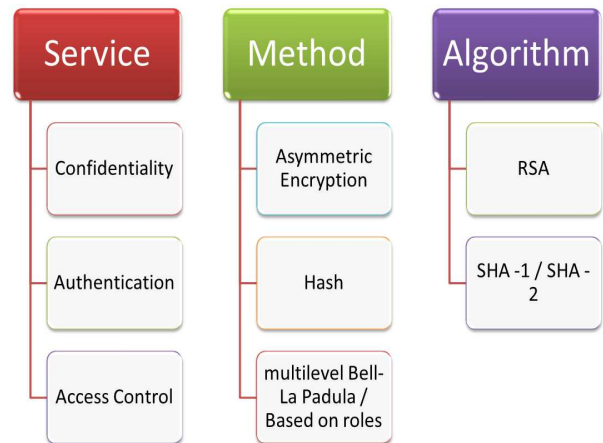 Service
Confidentiality
Authentication
Access Control
Method
Asymmetric
Encryption
Hash
multilevel Bell-
La Padula /
Based on roles
Algorithm
RSA
SHA -1 / SHA -
2